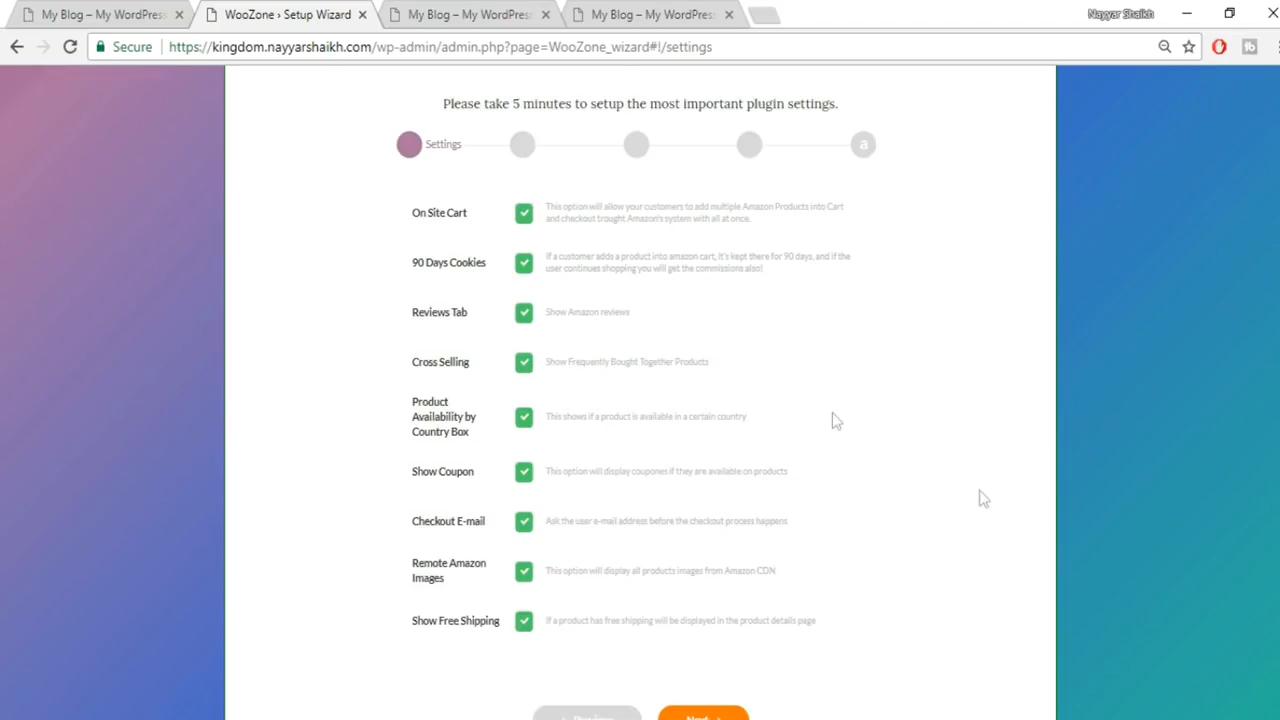 My Blog – My WordPress
WooZone › Setup Wizard
My Blog – My WordPress
My Blog – My WordPress
Nayyar Shaikh
Secure
https://kingdom.nayyarshaikh.com/wp-admin/admin.php?page=WooZone_wizard#!/settings
Please take 5 minutes to setup the most important plugin settings.
Settings
a
On Site Cart
This option will allow your customers to add multiple Amazon Products into Cart
and checkout trought Amazon's system with all at once.
90 Days Cookies
If a customer adds a product into amazon cart, it's kept there for 90 days, and if the
user continues shopping you will get the commissions also!
Reviews Tab
Show Amazon reviews
Cross Selling
Show Frequently Bought Together Products
Product
Availability by
Country Box
This shows if a product is available in a certain country
Show Coupon
This option will display coupones if they are available on products
Checkout E-mail
Ask the user e-mail address before the checkout process happens
Remote Amazon
Images
This option will display all products images from Amazon CDN
Show Free Shipping
If a product has free shipping will be displayed in the product details page
Previous
Next